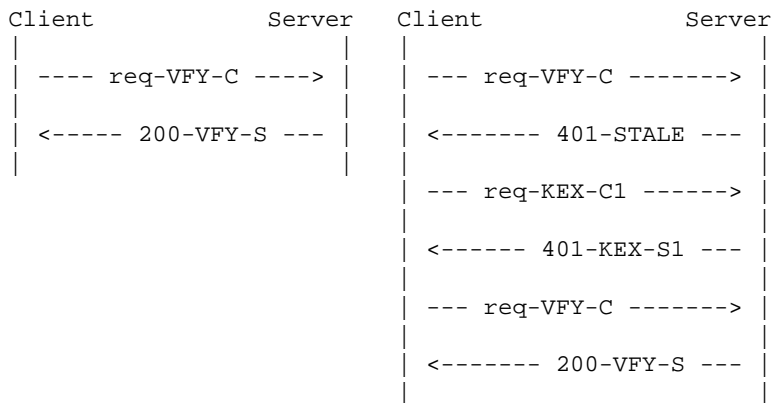 Client Server Client Server
---- req-VFY-C ----> --- req-VFY-C ------->
<----- 200-VFY-S --- <------- 401-STALE ---
--- req-KEX-C1 ------>
<------ 401-KEX-S1 ---
--- req-VFY-C ------->
<------- 200-VFY-S ---